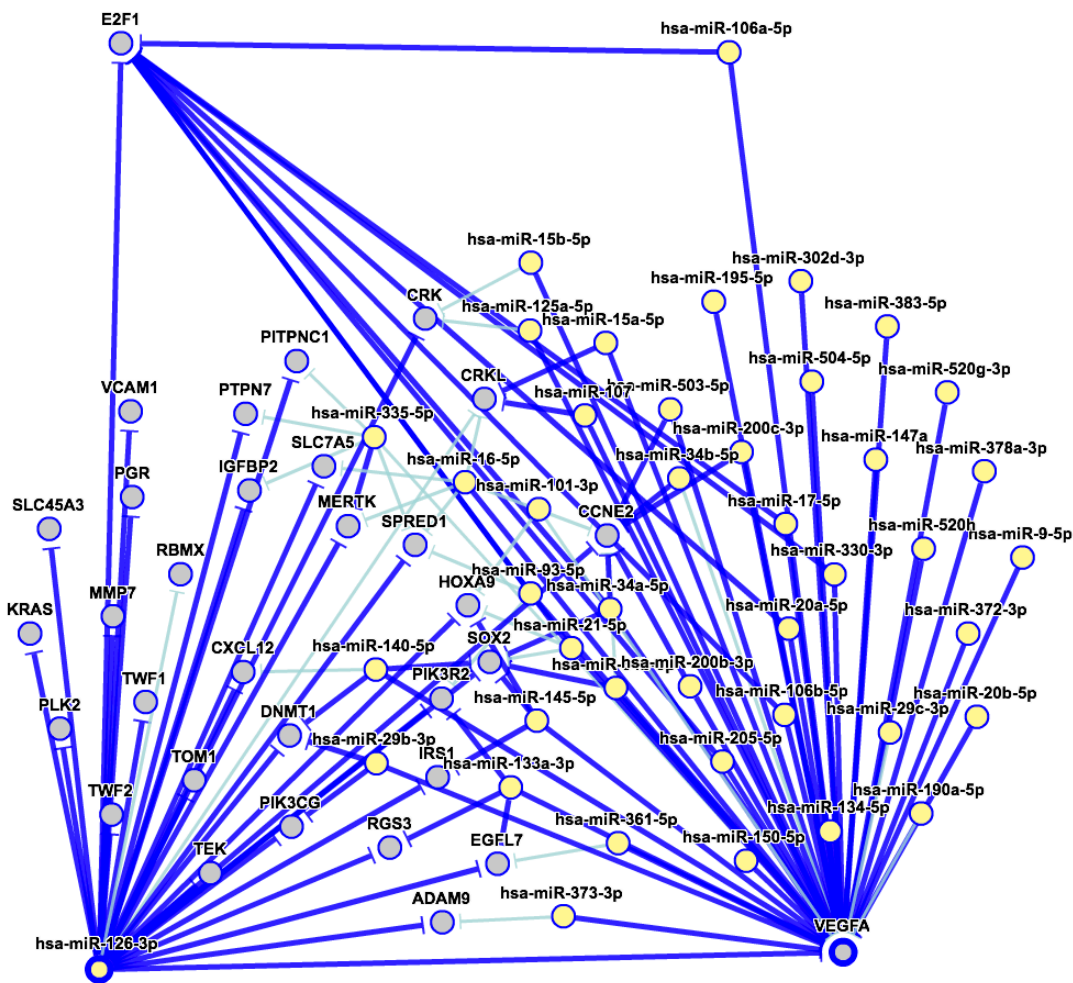 E2F1
hsa-miR-106a-5p
hsa-miR-15b-5p
hsa-miR-302d-3p
hsa-miR-195-5p
CRK
hsa-miR-125a-5p
hsa-miR-383-5p
hsa-miR-15a-5p
PITPNC1
hsa-miR-504-5p
hsa-miR-520g-3p
CRKL
VCAM1
PTPN7
hsa-miR-107
hsa-miR-503-5p
hsa-miR-335-5p
hsa-miR-200c-3p
hsa-miR-147a
SLC7A5
hsa-miR-378a-3p
hsa-miR-16-5p
hsa-miR-34b-5p
IGFBP2
PGR
hsa-miR-101-3p
MERTK
SLC45A3
hsa-miR-17-5p
CCNE2
SPRED1
hsa-miR-520h
hsa-miR-9-5p
RBMX
hsa-miR-330-3p
hsa-miR-93-5p
HOXA9
hsa-miR-34a-5p
MMP7
KRAS
hsa-miR-20a-5p
hsa-miR-372-3p
hsa-miR-21-5p
SOX2
CXCL12
hsa-miR-140-5p
hsa-miR-200b-3p
TWF1
PIK3R2
hsa-miR-106b-5p
hsa-miR-20b-5p
hsa-miR-145-5p
PLK2
hsa-miR-29c-3p
DNMT1
hsa-miR-29b-3p
hsa-miR-205-5p
TOM1
IRS1
hsa-miR-133a-3p
TWF2
hsa-miR-190a-5p
PIK3CG
hsa-miR-134-5p
hsa-miR-361-5p
RGS3
hsa-miR-150-5p
EGFL7
TEK
ADAM9
hsa-miR-373-3p
VEGFA
hsa-miR-126-3p